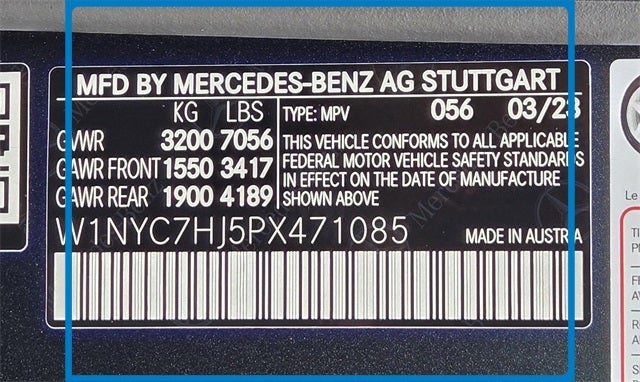 MFD BY MERCEDES-BENZ AG STUTTGART
KG LBS TYPE: MPV 056 03/23
GVWR 3200 7056 THIS VEHICLE CONFORMS TO ALL APPLICABLE
GAWR FRONT 1550 3417 FEDERAL MOTOR VEHICLE SAFETY STANDARDS
IN EFFECT ON THE DATE OF MANUFACTURE
GAWR REAR 1900 4189 SHOWN ABOVE
W1NYC7HJ5PX471085 MADE IN AUSTRIA
Le